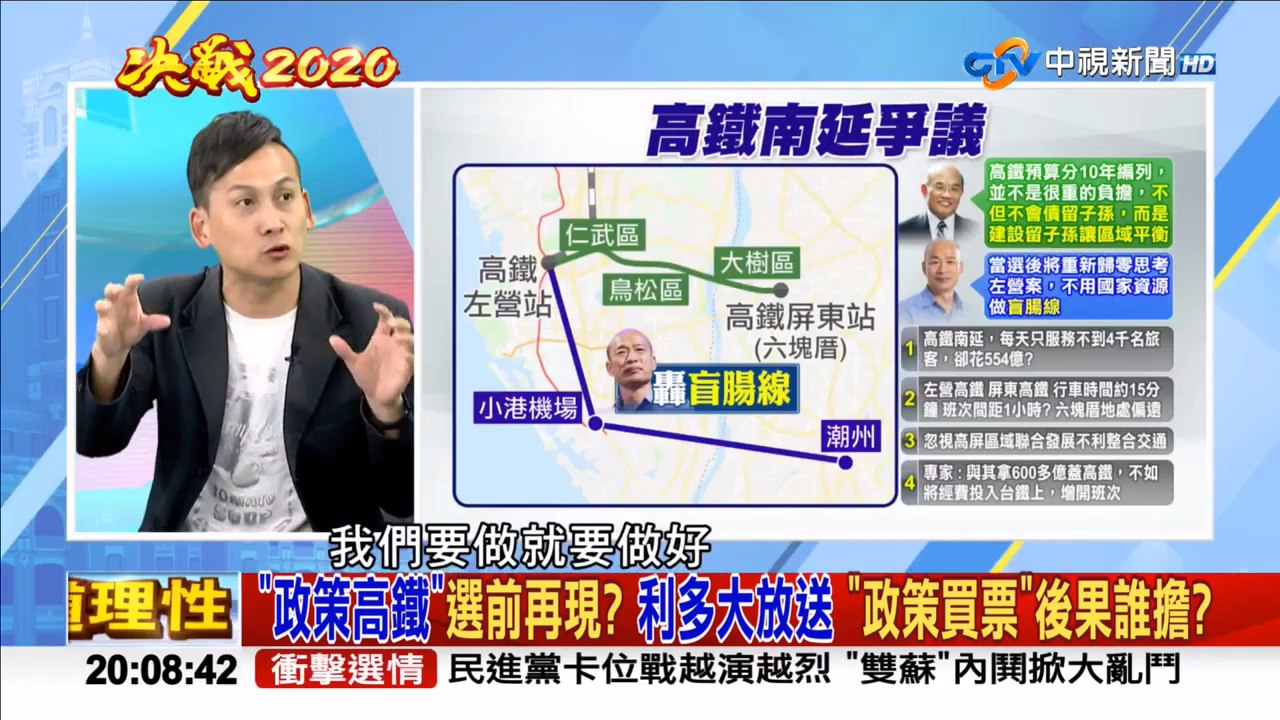 決戰2020
CTV 中視新聞HD
高鐵南延爭議
仁武區
高鐵
左營站
鳥松區
大樹區
高鐵屏東站
(六塊厝)
轟盲腸線
小港機場
潮州
高鐵預算分10年編列,
並不是很重的負擔,不
但不會債留子孫,而是
建設留子孫讓區域平衡
當選後將重新歸零思考
左營案,不用國家資源
做盲腸線
1 高鐵南延,每天只服務不到4千名旅
客,卻花554億?
2 左營高鐵 屏東高鐵 行車時間約15分
鐘 班次間距1小時? 六塊厝地處偏遠
3 忽視高屏區域聯合發展不利整合交通
4 專家:與其拿600多億蓋高鐵,不如
將經費投入台鐵上,增開班次
我們要做就要做好
理性
"政策高鐵"選前再現? 利多大放送 "政策買票"後果誰擔?
20:08:42 衝擊選情 民進黨卡位戰越演越烈 "雙蘇"內鬨掀大亂鬥